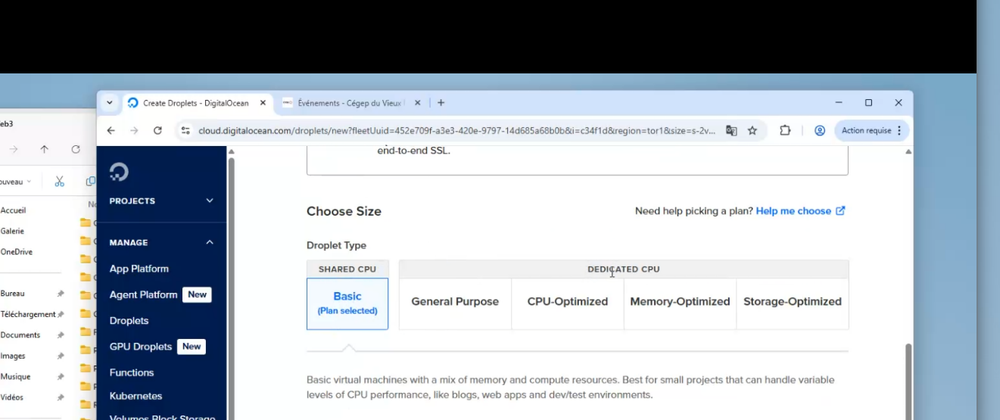 Create Droplets - DigitalOcean
Événements - Cégep du Vieux
cloud.digitalocean.com/droplets/new?fleetUuid=452e709f-a3e3-420e-9797-14d685a68b0b&i=c34f1d&region=tor1&size=s-2v...
Action requise
Accueil
Galerie
OneDrive
Bureau
Téléchargement
Documents
Images
Musique
Vidéos
PROJECTS
MANAGE
App Platform
Agent Platform New
Droplets
GPU Droplets New
Functions
Kubernetes
Volumes Block Storage
end-to-end SSL.
Choose Size
Need help picking a plan? Help me choose
Droplet Type
SHARED CPU
DEDICATED CPU
Basic
(Plan selected)
General Purpose
CPU-Optimized
Memory-Optimized
Storage-Optimized
Basic virtual machines with a mix of memory and compute resources. Best for small projects that can handle variable
levels of CPU performance, like blogs, web apps and dev/test environments.